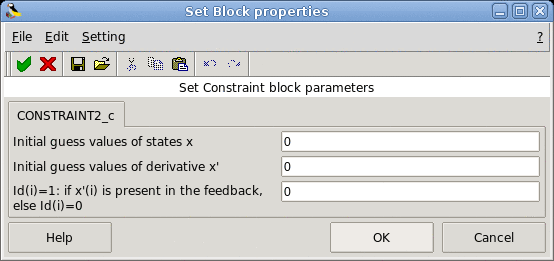 Set Block properties
File Edit Setting ?
Set Constraint block parameters
CONSTRAINT2_c
Initial guess values of states x 0
Initial guess values of derivative x' 0
Id(i)=1: if x'(i) is present in the feedback, 0
else Id(i)=0
Help OK Cancel